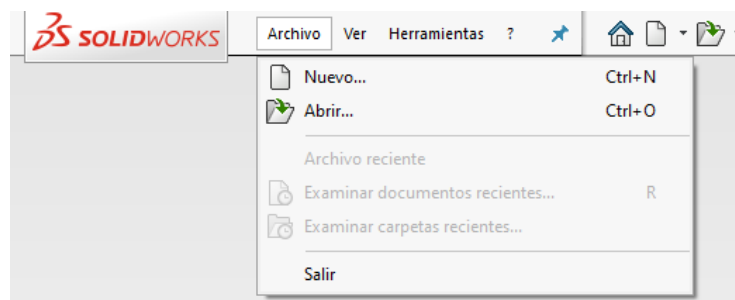 SOLIDWORKS Archivo Ver Herramientas ?
Nuevo... Ctrl+N
Abrir... Ctrl+O
Archivo reciente
Examinar documentos recientes... R
Examinar carpetas recientes...
Salir